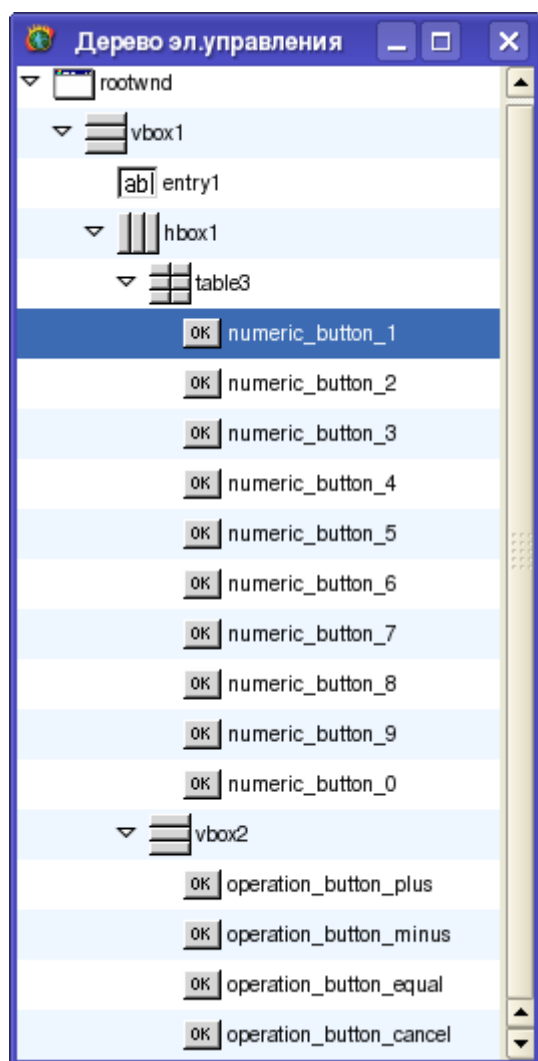 Дерево эл.управления
rootwnd
vbox1
ab entry1
hbox1
table3
OK numeric_button_1
OK numeric_button_2
OK numeric_button_3
OK numeric_button_4
OK numeric_button_5
OK numeric_button_6
OK numeric_button_7
OK numeric_button_8
OK numeric_button_9
OK numeric_button_0
vbox2
OK operation_button_plus
OK operation_button_minus
OK operation_button_equal
OK operation_button_cancel